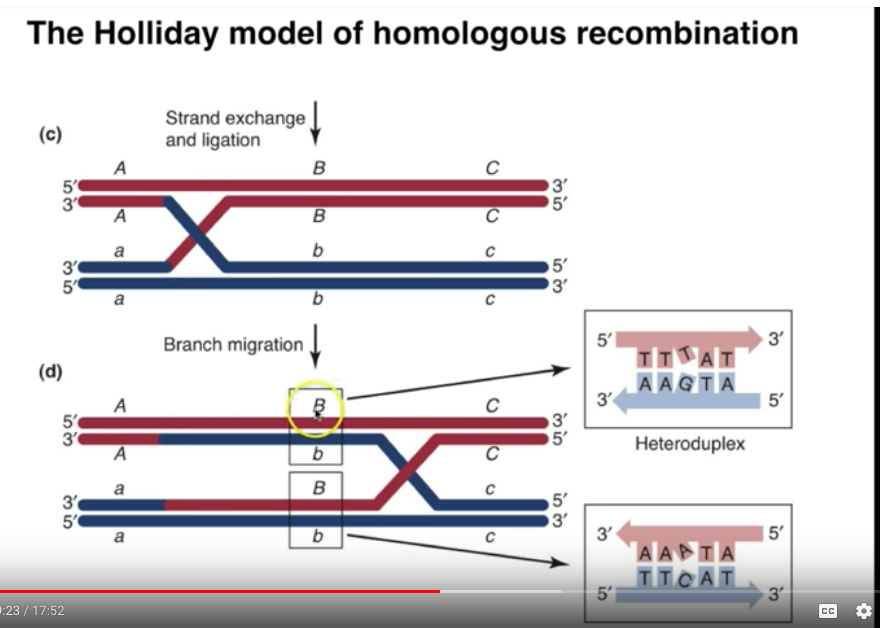 The Holliday model of homologous recombination
(c)
Strand exchange
and ligation
A B C
5′ 3′
3′ 5′
A B C
a b c
3′ 5′
5′ 3′
a b c
(d)
Branch migration
A B C
5′ 3′
3′ 5′
A b C
a B c
3′ 5′
5′ 3′
a b c
5′ 3′
T T T A T
A A G T A
3′ 5′
Heteroduplex
3′ 5′
A A A T A
T T C A T
5′ 3′
:23 / 17:52
CC